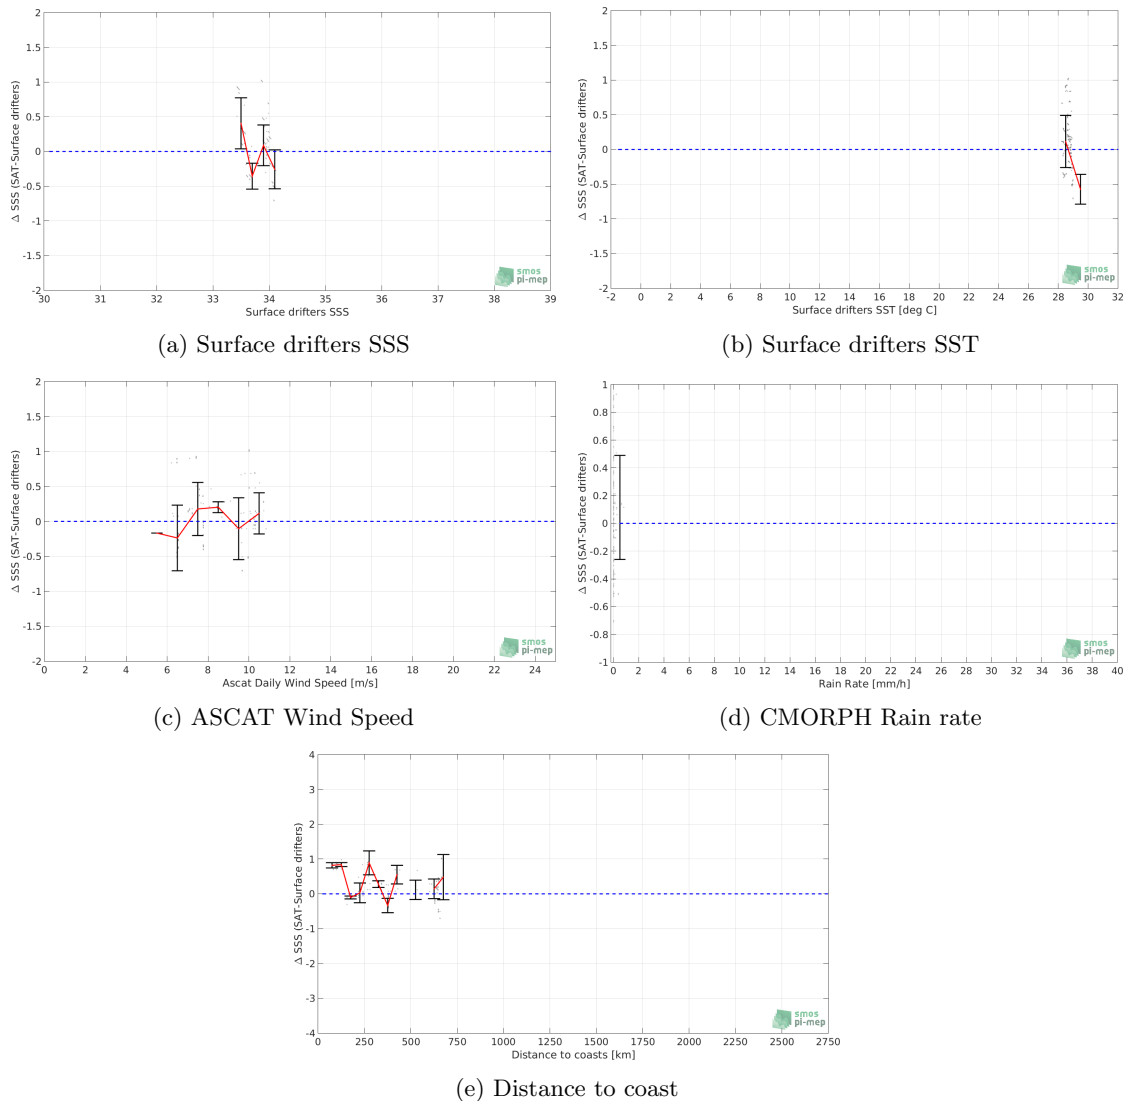 2
1.5
1
0.5
0
-0.5
-1
-1.5
-2
Δ SSS (SAT-Surface drifters)
30 31 32 33 34 35 36 37 38 39
Surface drifters SSS
smos
pi-mep
(a) Surface drifters SSS
2
1.5
1
0.5
0
-0.5
-1
-1.5
-2
Δ SSS (SAT-Surface drifters)
-2 0 2 4 6 8 10 12 14 16 18 20 22 24 26 28 30 32
Surface drifters SST [deg C]
smos
pi-mep
(b) Surface drifters SST
2
1.5
1
0.5
0
-0.5
-1
-1.5
-2
Δ SSS (SAT-Surface drifters)
0 2 4 6 8 10 12 14 16 18 20 22 24
Ascat Daily Wind Speed [m/s]
smos
pi-mep
(c) ASCAT Wind Speed
1
0.8
0.6
0.4
0.2
0
-0.2
-0.4
-0.6
-0.8
-1
Δ SSS (SAT-Surface drifters)
0 2 4 6 8 10 12 14 16 18 20 22 24 26 28 30 32 34 36 38 40
Rain Rate [mm/h]
smos
pi-mep
(d) CMORPH Rain rate
4
3
2
1
0
-1
-2
-3
-4
Δ SSS (SAT-Surface drifters)
0 250 500 750 1000 1250 1500 1750 2000 2250 2500 2750
Distance to coasts [km]
smos
pi-mep
(e) Distance to coast